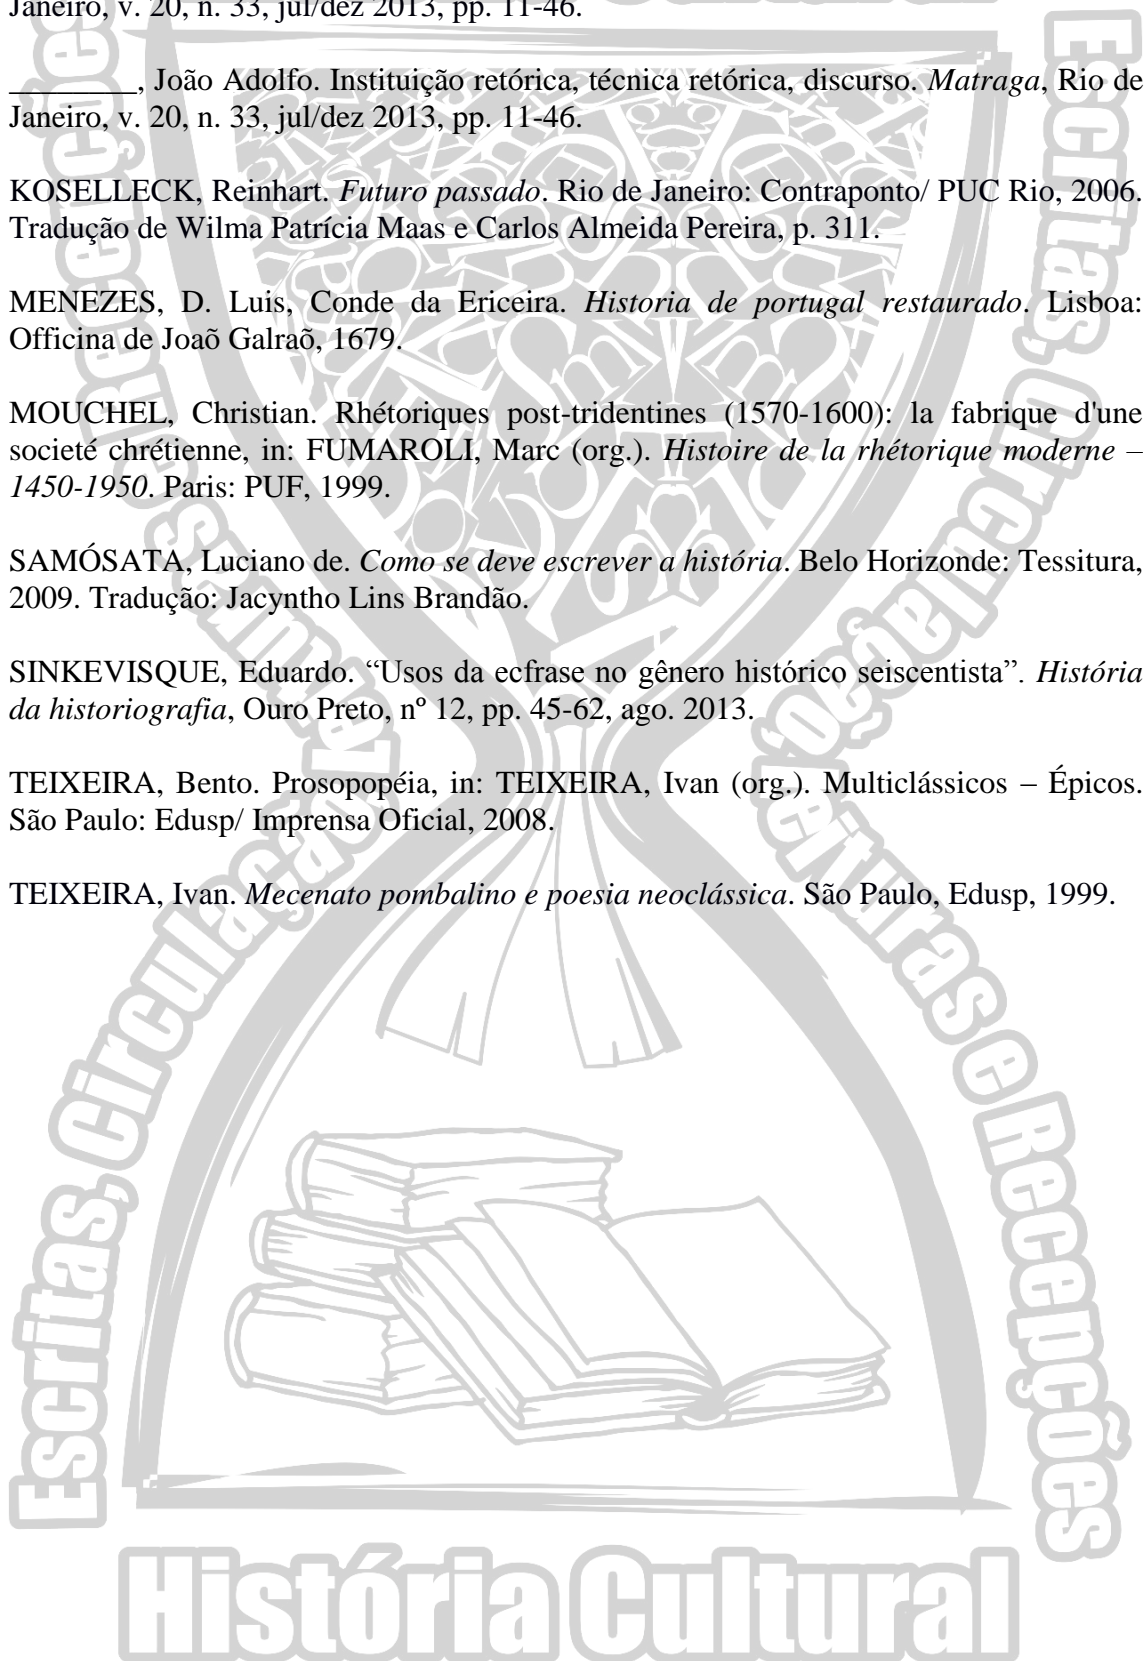 Janeiro, v. 20, n. 33, jul/dez 2013, pp. 11-46.
________, João Adolfo. Instituição retórica, técnica retórica, discurso. Matraga, Rio de
Janeiro, v. 20, n. 33, jul/dez 2013, pp. 11-46.
KOSELLECK, Reinhart. Futuro passado. Rio de Janeiro: Contraponto/ PUC Rio, 2006.
Tradução de Wilma Patrícia Maas e Carlos Almeida Pereira, p. 311.
MENEZES, D. Luis, Conde da Ericeira. Historia de portugal restaurado. Lisboa:
Officina de Joaõ Galraõ, 1679.
MOUCHEL, Christian. Rhétoriques post-tridentines (1570-1600): la fabrique d'une
societé chrétienne, in: FUMAROLI, Marc (org.). Histoire de la rhétorique moderne –
1450-1950. Paris: PUF, 1999.
SAMÓSATA, Luciano de. Como se deve escrever a história. Belo Horizonde: Tessitura,
2009. Tradução: Jacyntho Lins Brandão.
SINKEVISQUE, Eduardo. “Usos da ecfrase no gênero histórico seiscentista”. História
da historiografia, Ouro Preto, nº 12, pp. 45-62, ago. 2013.
TEIXEIRA, Bento. Prosopopéia, in: TEIXEIRA, Ivan (org.). Multiclássicos – Épicos.
São Paulo: Edusp/ Imprensa Oficial, 2008.
TEIXEIRA, Ivan. Mecenato pombalino e poesia neoclássica. São Paulo, Edusp, 1999.
Escritas, Circulação, Leituras e Recepções
Escritas, Circulação, Leituras e Recepções
História Cultural